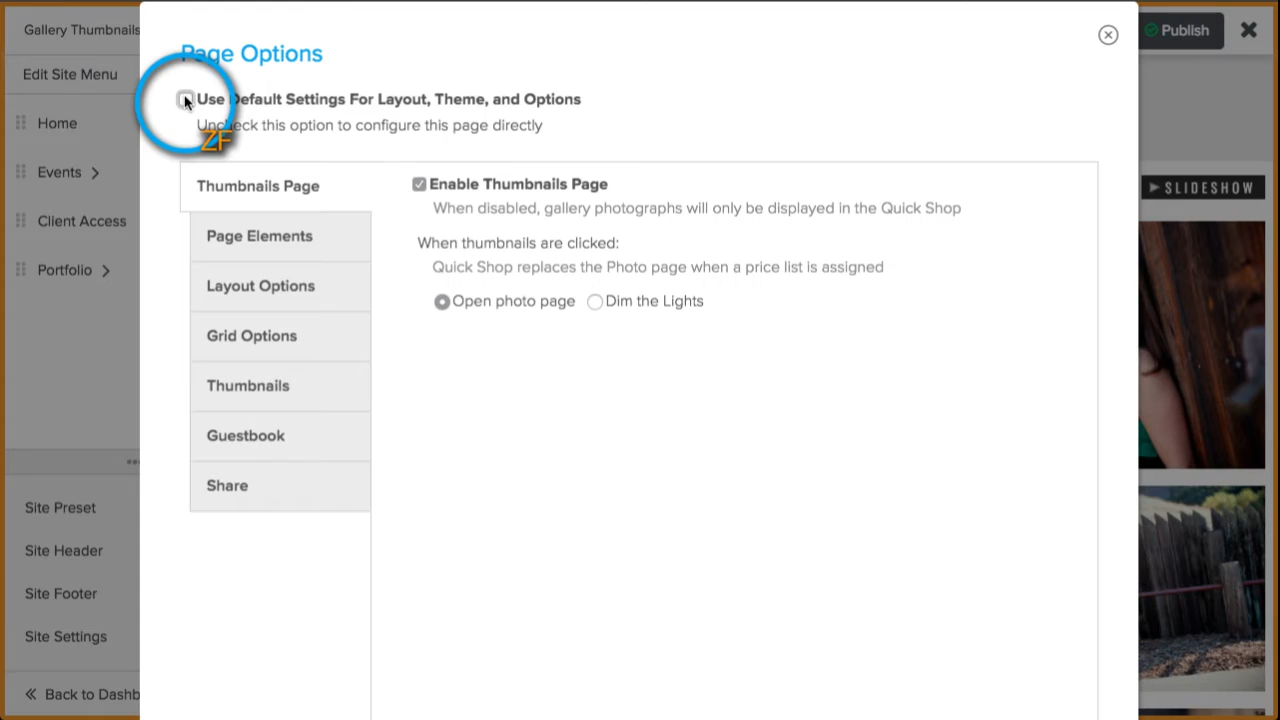 Gallery Thumbnails
Page Options
Publish
Edit Site Menu
Use Default Settings For Layout, Theme, and Options
Uncheck this option to configure this page directly
ZF
Home
Events
Client Access
Portfolio
Thumbnails Page
Page Elements
Layout Options
Grid Options
Thumbnails
Guestbook
Share
Enable Thumbnails Page
When disabled, gallery photographs will only be displayed in the Quick Shop
When thumbnails are clicked:
Quick Shop replaces the Photo page when a price list is assigned
Open photo page Dim the Lights
SLIDESHOW
Site Preset
Site Header
Site Footer
Site Settings
Back to Dashb